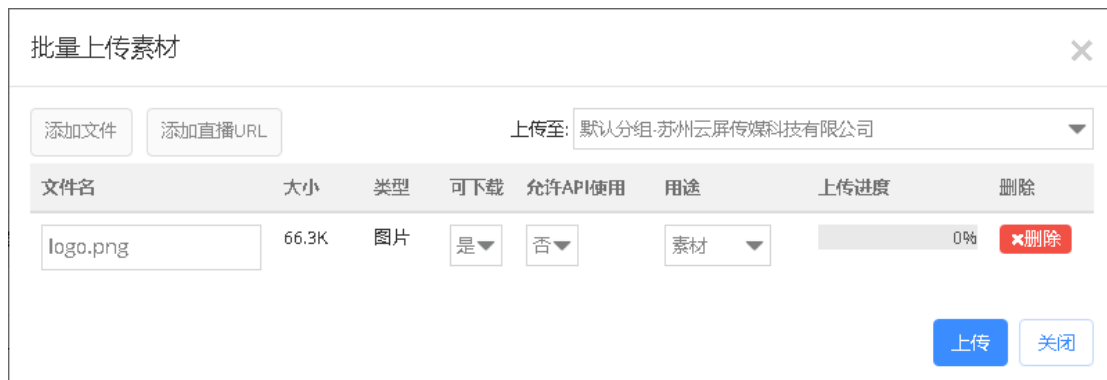 批量上传素材
添加文件 添加直播URL 上传至: 默认分组-苏州云屏传媒科技有限公司
文件名 大小 类型 可下载 允许API使用 用途 上传进度 删除
logo.png 66.3K 图片 是 否 素材 0% 删除
上传 关闭